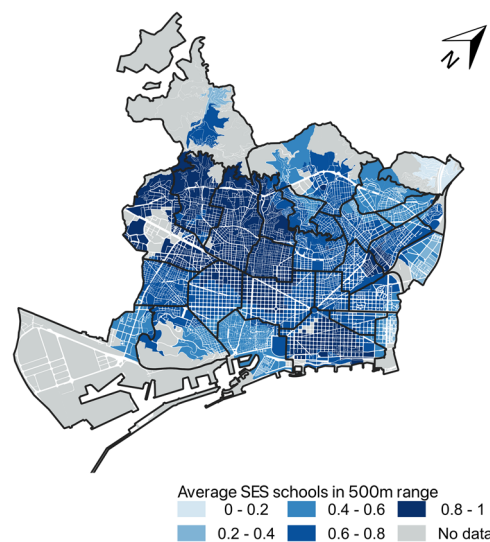 N
Average SES schools in 500m range
0 - 0.2 0.4 - 0.6 0.8 - 1
0.2 - 0.4 0.6 - 0.8 No data